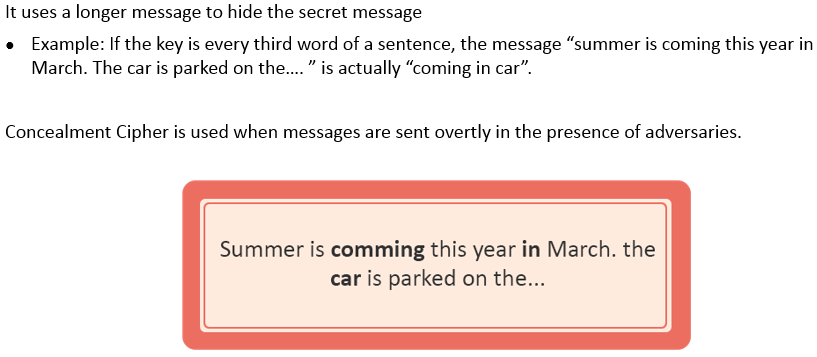 It uses a longer message to hide the secret message
• Example: If the key is every third word of a sentence, the message “summer is coming this year in
March. The car is parked on the…. ” is actually “coming in car”.
Concealment Cipher is used when messages are sent overtly in the presence of adversaries.
Summer is comming this year in March. the
car is parked on the...